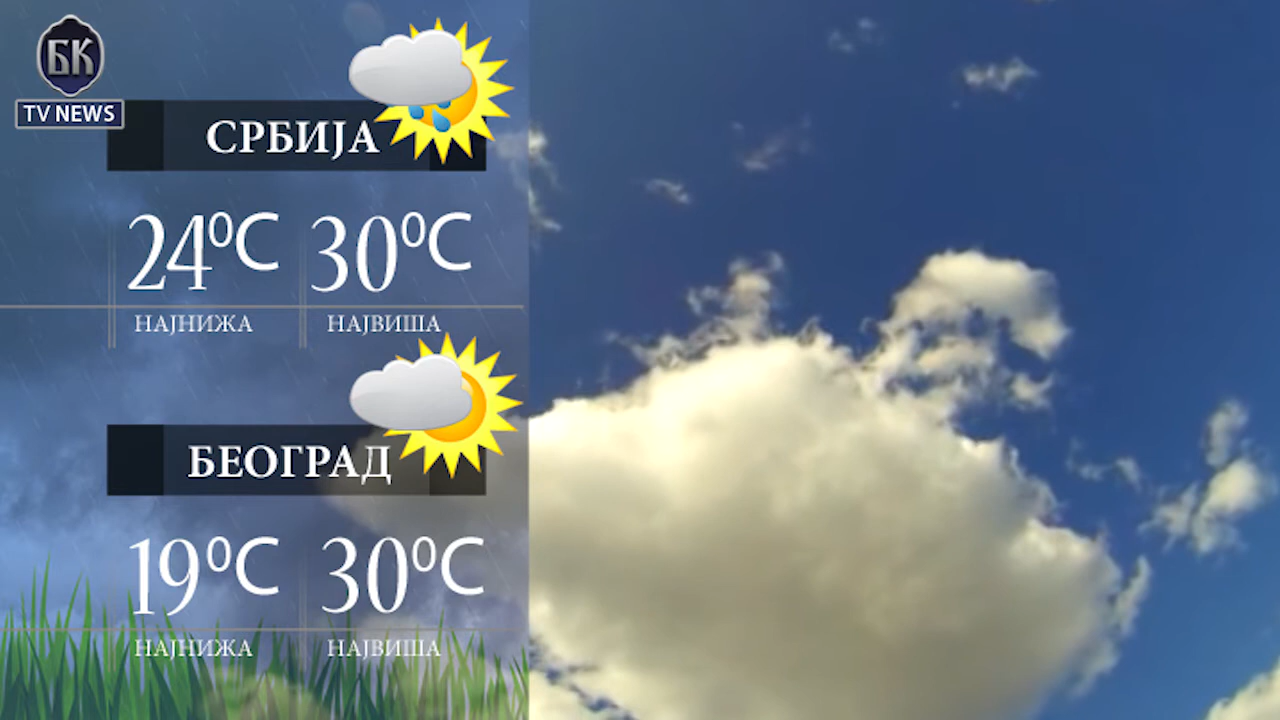 БК
TV NEWS
СРБИЈА
24ºC 30ºC
НАЈНИЖА НАЈВИША
БЕОГРАД
19ºC 30ºC
НАЈНИЖА НАЈВИША